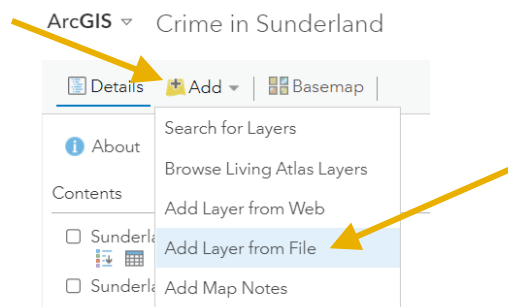 ArcGIS Crime in Sunderland
Details Add Basemap
About
Contents
Search for Layers
Browse Living Atlas Layers
Add Layer from Web
Add Layer from File
Add Map Notes